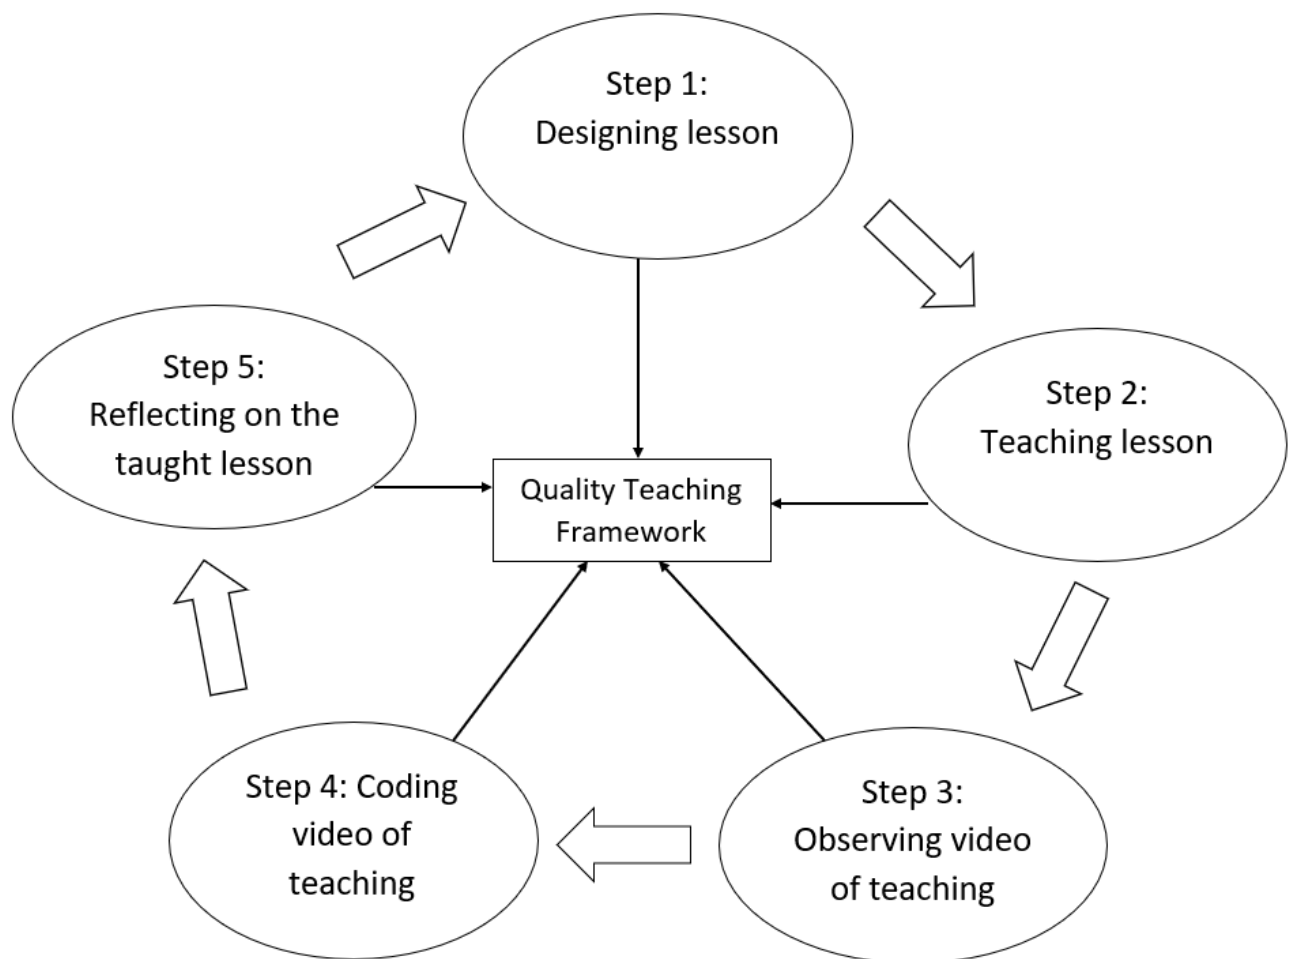 Step 1:
Designing lesson
Step 2:
Teaching lesson
Step 3:
Observing video
of teaching
Step 4: Coding
video of
teaching
Step 5:
Reflecting on the
taught lesson
Quality Teaching
Framework